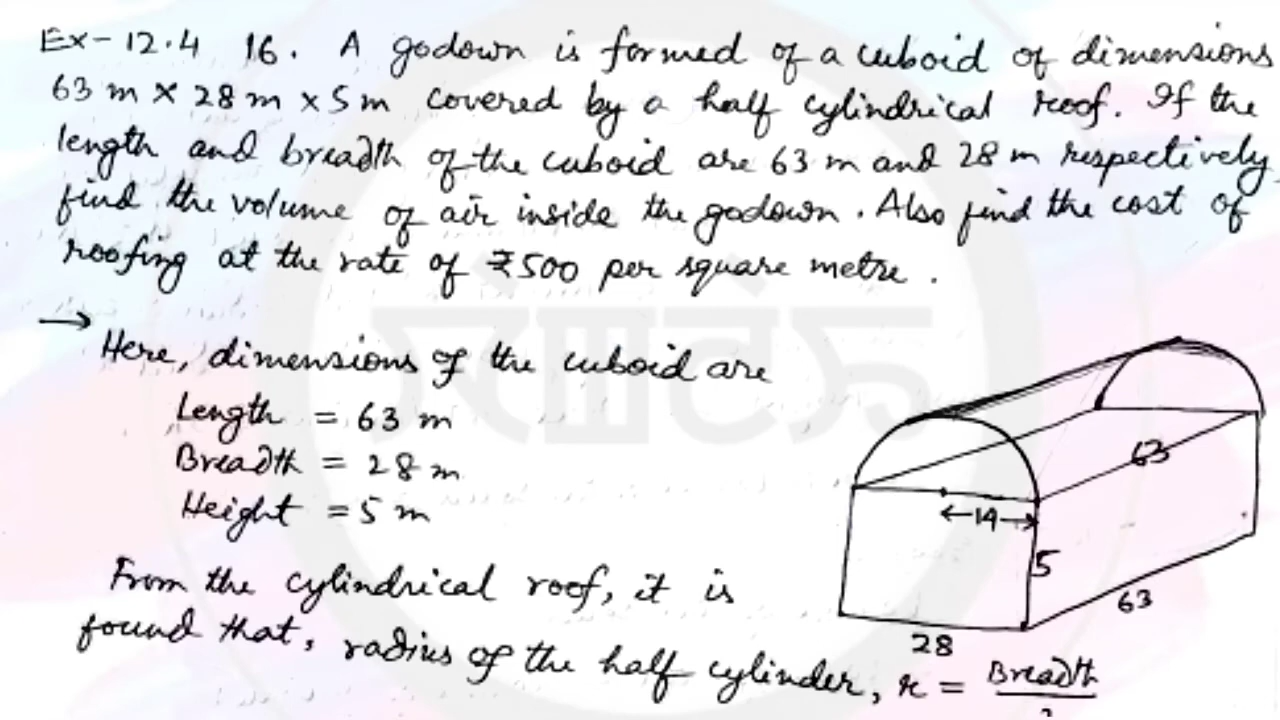 Ex-12.4 16. A godown is formed of a cuboid of dimensions
63 m × 28 m × 5 m covered by a half cylindrical roof. If the
length and breadth of the cuboid are 63 m and 28 m respectively,
find the volume of air inside the godown. Also find the cost of
roofing at the rate of ₹500 per square metre.
→ Here, dimensions of the cuboid are
Length = 63 m
Breadth = 28 m
Height = 5 m
63
←14→
5
63
28
From the cylindrical roof, it is
found that, radius of the half cylinder, r = Breadth